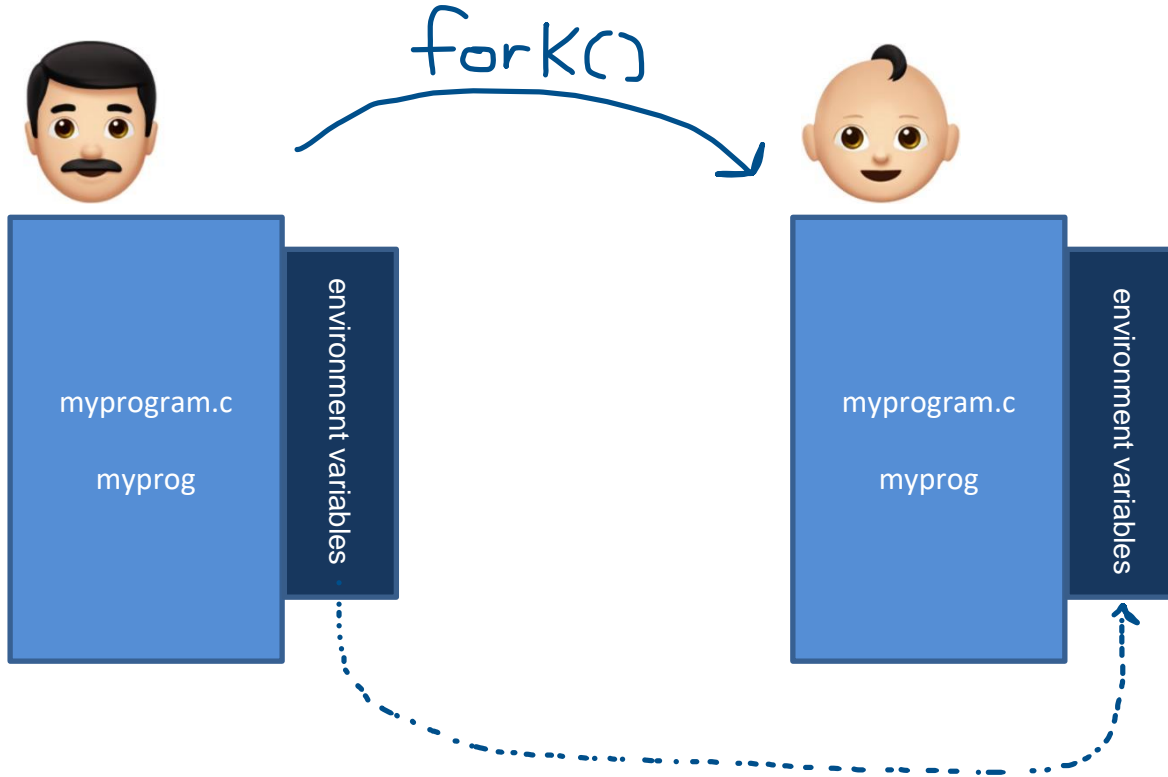 fork()
myprogram.c
myprog
environment variables
myprogram.c
myprog
environment variables